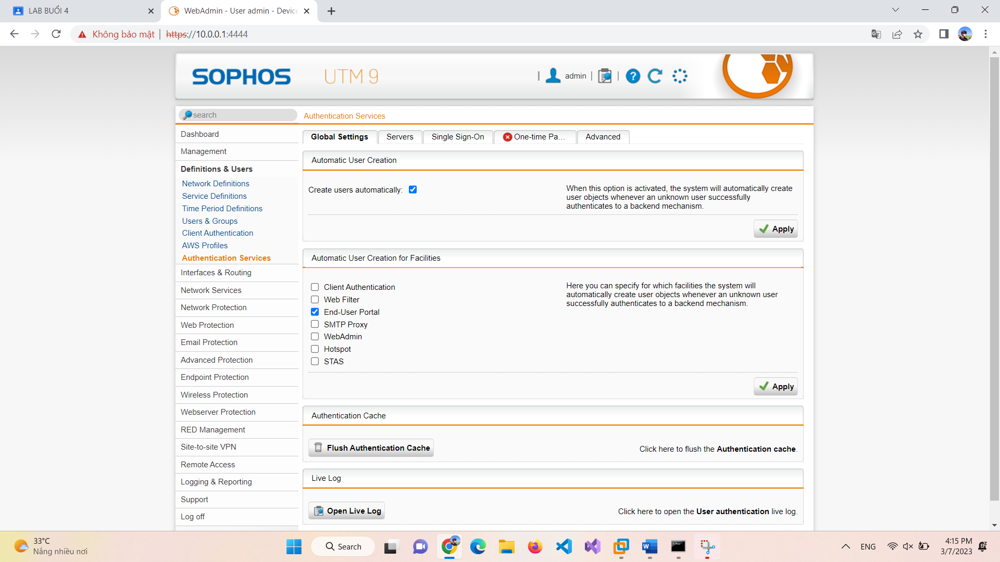 LAB BUỔI 4
WebAdmin - User admin - Device
Không bảo mật | https://10.0.0.1:4444
SOPHOS UTM 9
| admin | |
search
Authentication Services
Dashboard
Management
Definitions & Users
Network Definitions
Service Definitions
Time Period Definitions
Users & Groups
Client Authentication
AWS Profiles
Authentication Services
Interfaces & Routing
Network Services
Network Protection
Web Protection
Email Protection
Advanced Protection
Endpoint Protection
Wireless Protection
Webserver Protection
RED Management
Site-to-site VPN
Remote Access
Logging & Reporting
Support
Log off
Global Settings
Servers
Single Sign-On
One-time Pa...
Advanced
Automatic User Creation
Create users automatically:
When this option is activated, the system will automatically create
user objects whenever an unknown user successfully
authenticates to a backend mechanism.
Apply
Automatic User Creation for Facilities
Client Authentication
Web Filter
End-User Portal
SMTP Proxy
WebAdmin
Hotspot
STAS
Here you can specify for which facilities the system will
automatically create user objects whenever an unknown user
successfully authenticates to a backend mechanism.
Apply
Authentication Cache
Flush Authentication Cache
Click here to flush the Authentication cache.
Live Log
Open Live Log
Click here to open the User authentication live log.
33°C
Nắng nhiều nơi
Search
ENG
4:15 PM
3/7/2023